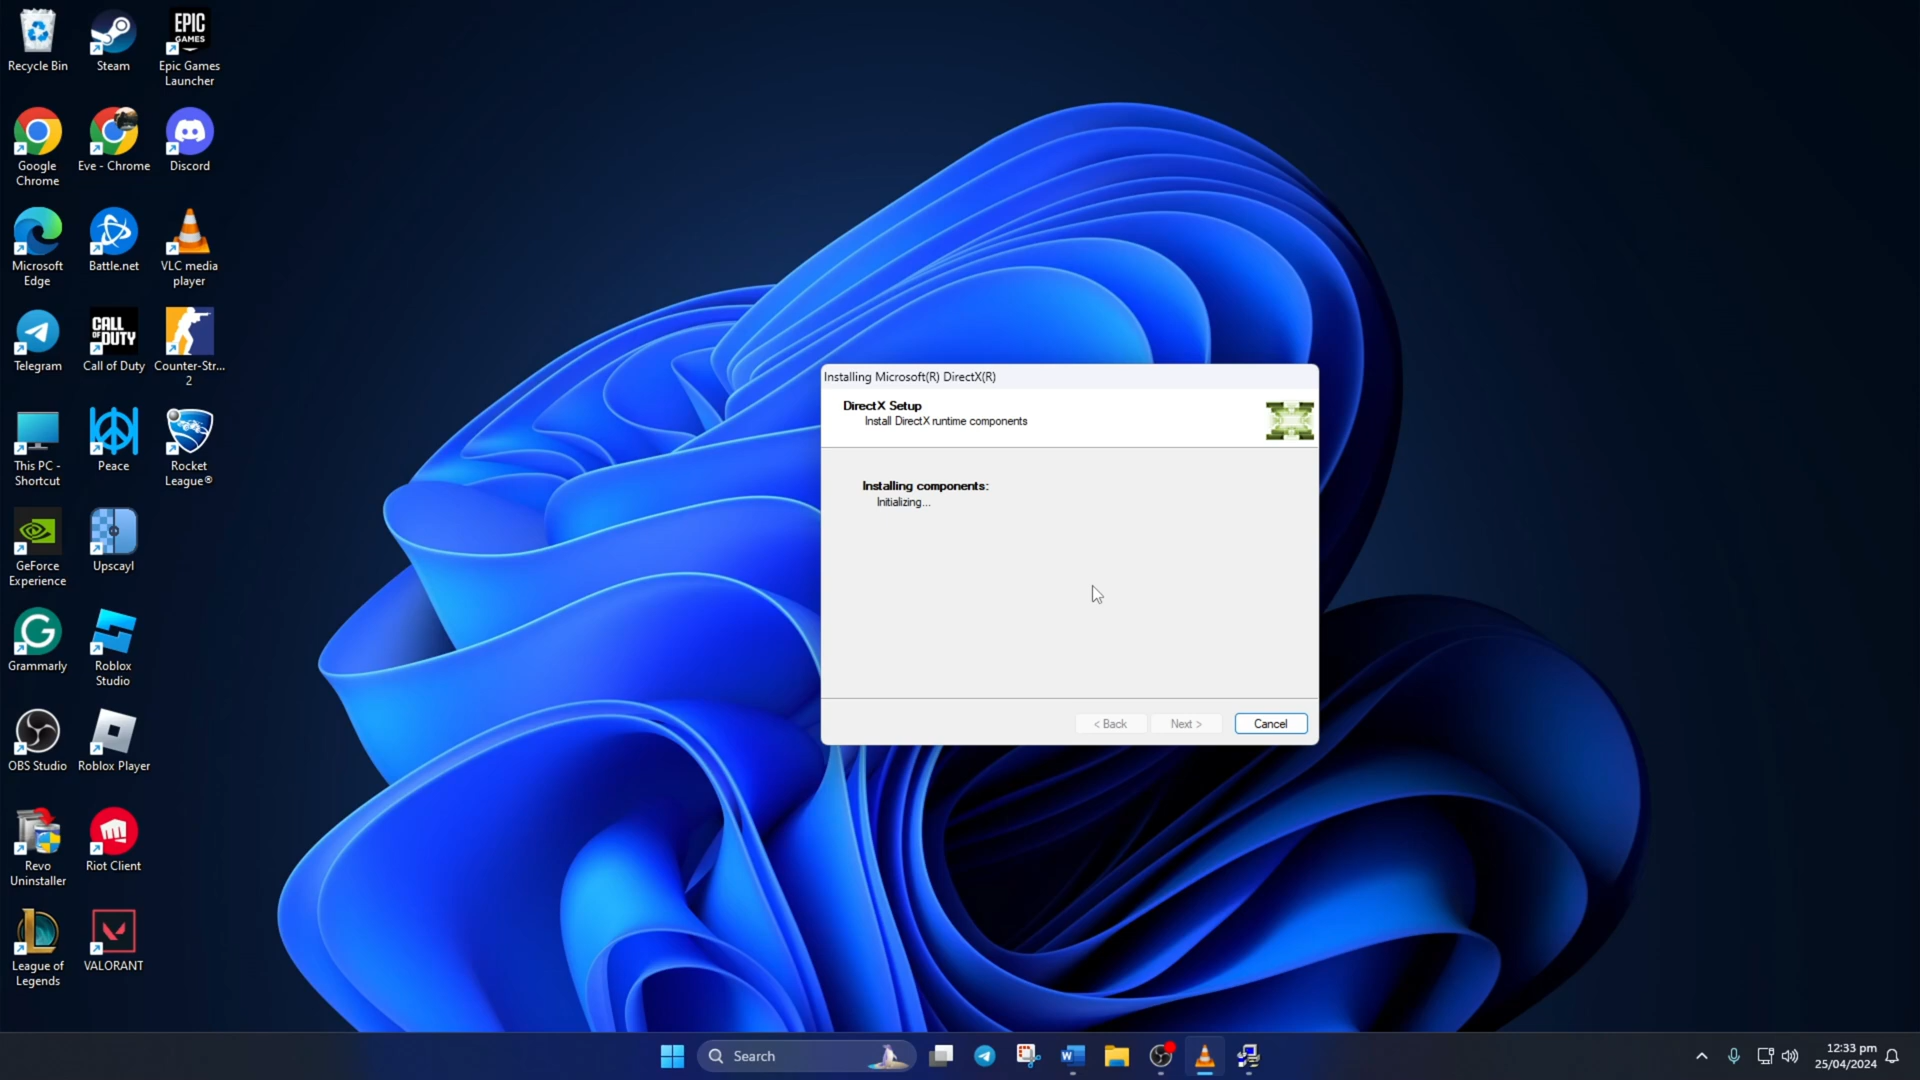 Recycle Bin
Steam
EPIC
GAMES
Epic Games
Launcher
Google
Chrome
Eve - Chrome
Discord
Microsoft
Edge
Battle.net
VLC media
player
Telegram
CALL
OF DUTY
Call of Duty
Counter-Str...
2
This PC -
Shortcut
Peace
Rocket
League®
GeForce
Experience
Upscayl
Grammarly
Roblox
Studio
OBS Studio
Roblox Player
Revo
Uninstaller
Riot Client
League of
Legends
VALORANT
Installing Microsoft(R) DirectX(R)
DirectX Setup
Install DirectX runtime components
Installing components:
Initializing...
< Back
Next >
Cancel
Search
12:33 pm
25/04/2024